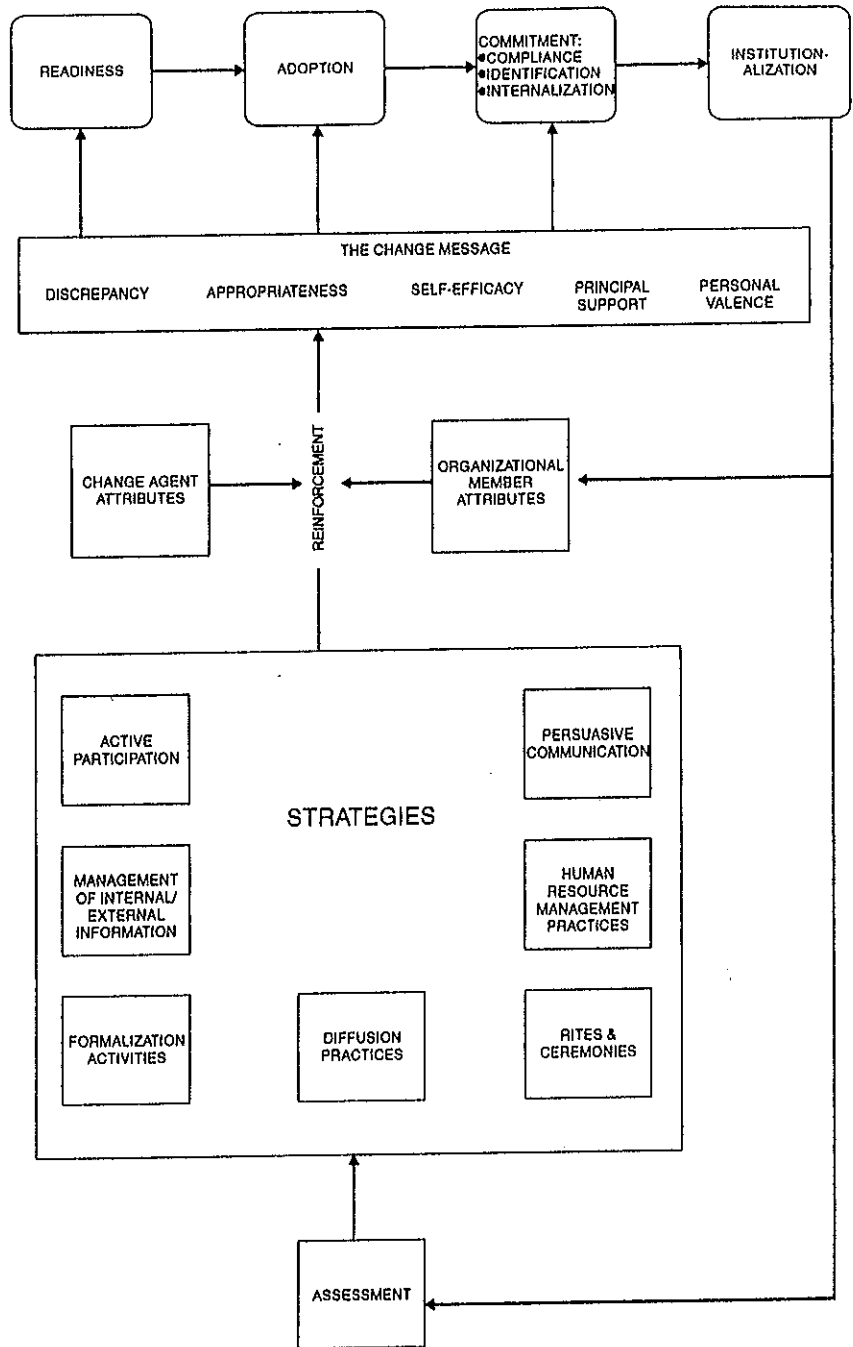 READINESS
ADOPTION
COMMITMENT:
●COMPLIANCE
●IDENTIFICATION
●INTERNALIZATION
INSTITUTION-
ALIZATION
THE CHANGE MESSAGE
DISCREPANCY
APPROPRIATENESS
SELF-EFFICACY
PRINCIPAL
SUPPORT
PERSONAL
VALENCE
CHANGE AGENT
ATTRIBUTES
REINFORCEMENT
ORGANIZATIONAL
MEMBER
ATTRIBUTES
ACTIVE
PARTICIPATION
PERSUASIVE
COMMUNICATION
STRATEGIES
MANAGEMENT
OF INTERNAL/
EXTERNAL
INFORMATION
HUMAN
RESOURCE
MANAGEMENT
PRACTICES
FORMALIZATION
ACTIVITIES
DIFFUSION
PRACTICES
RITES &
CEREMONIES
ASSESSMENT